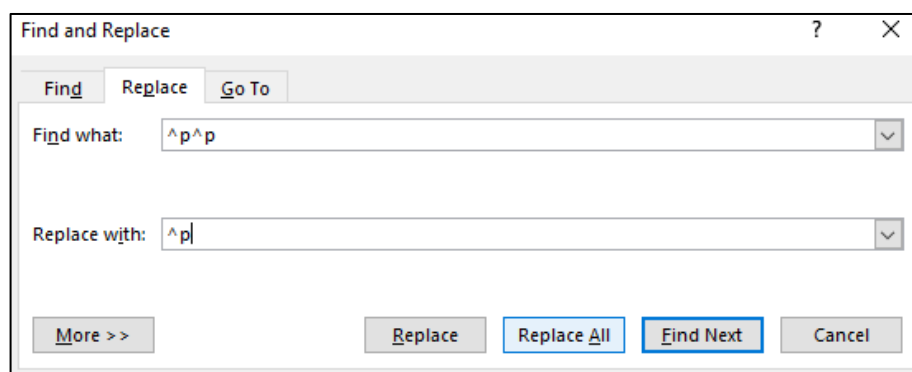 Find and Replace ?
Find Replace Go To
Find what: ^p^p
Replace with: ^p
More >> Replace Replace All Find Next Cancel